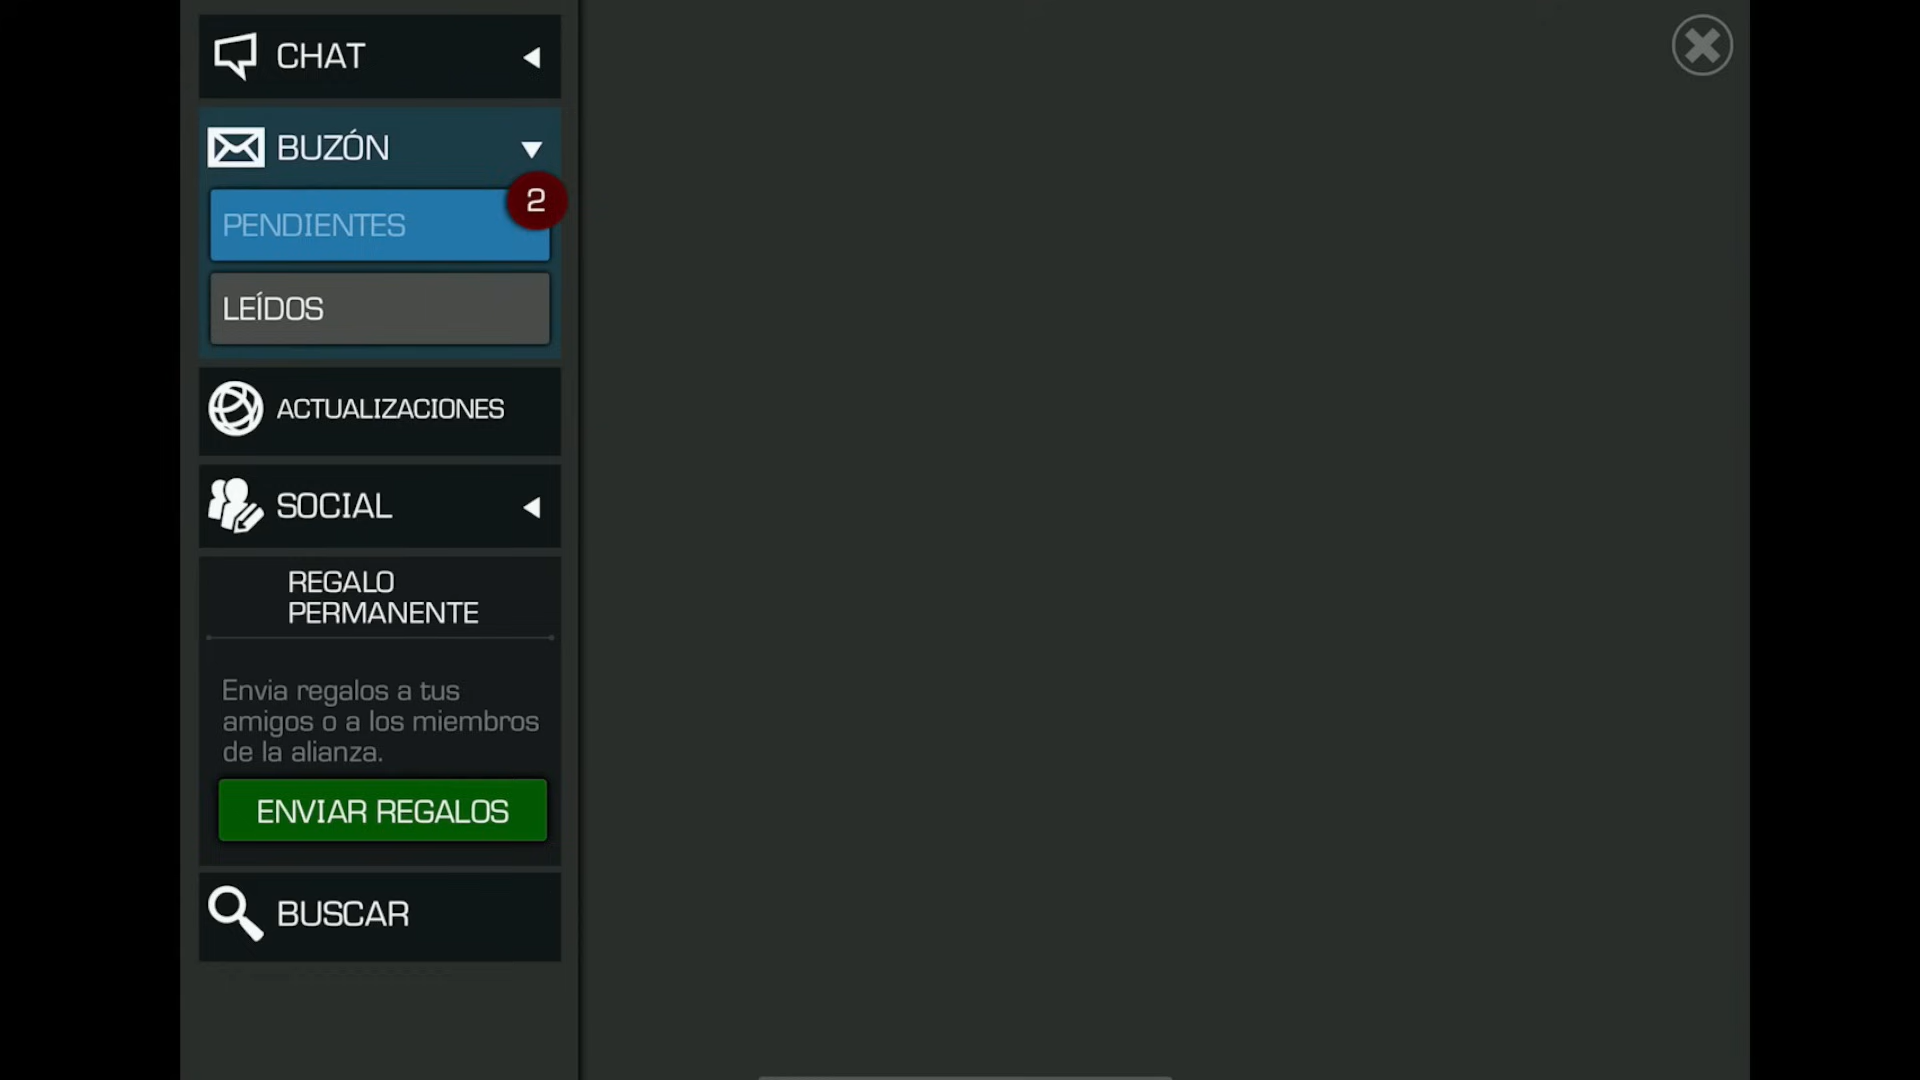 CHAT
BUZÓN
2
PENDIENTES
LEÍDOS
ACTUALIZACIONES
SOCIAL
REGALO
PERMANENTE
Envia regalos a tus
amigos o a los miembros
de la alianza.
ENVIAR REGALOS
BUSCAR